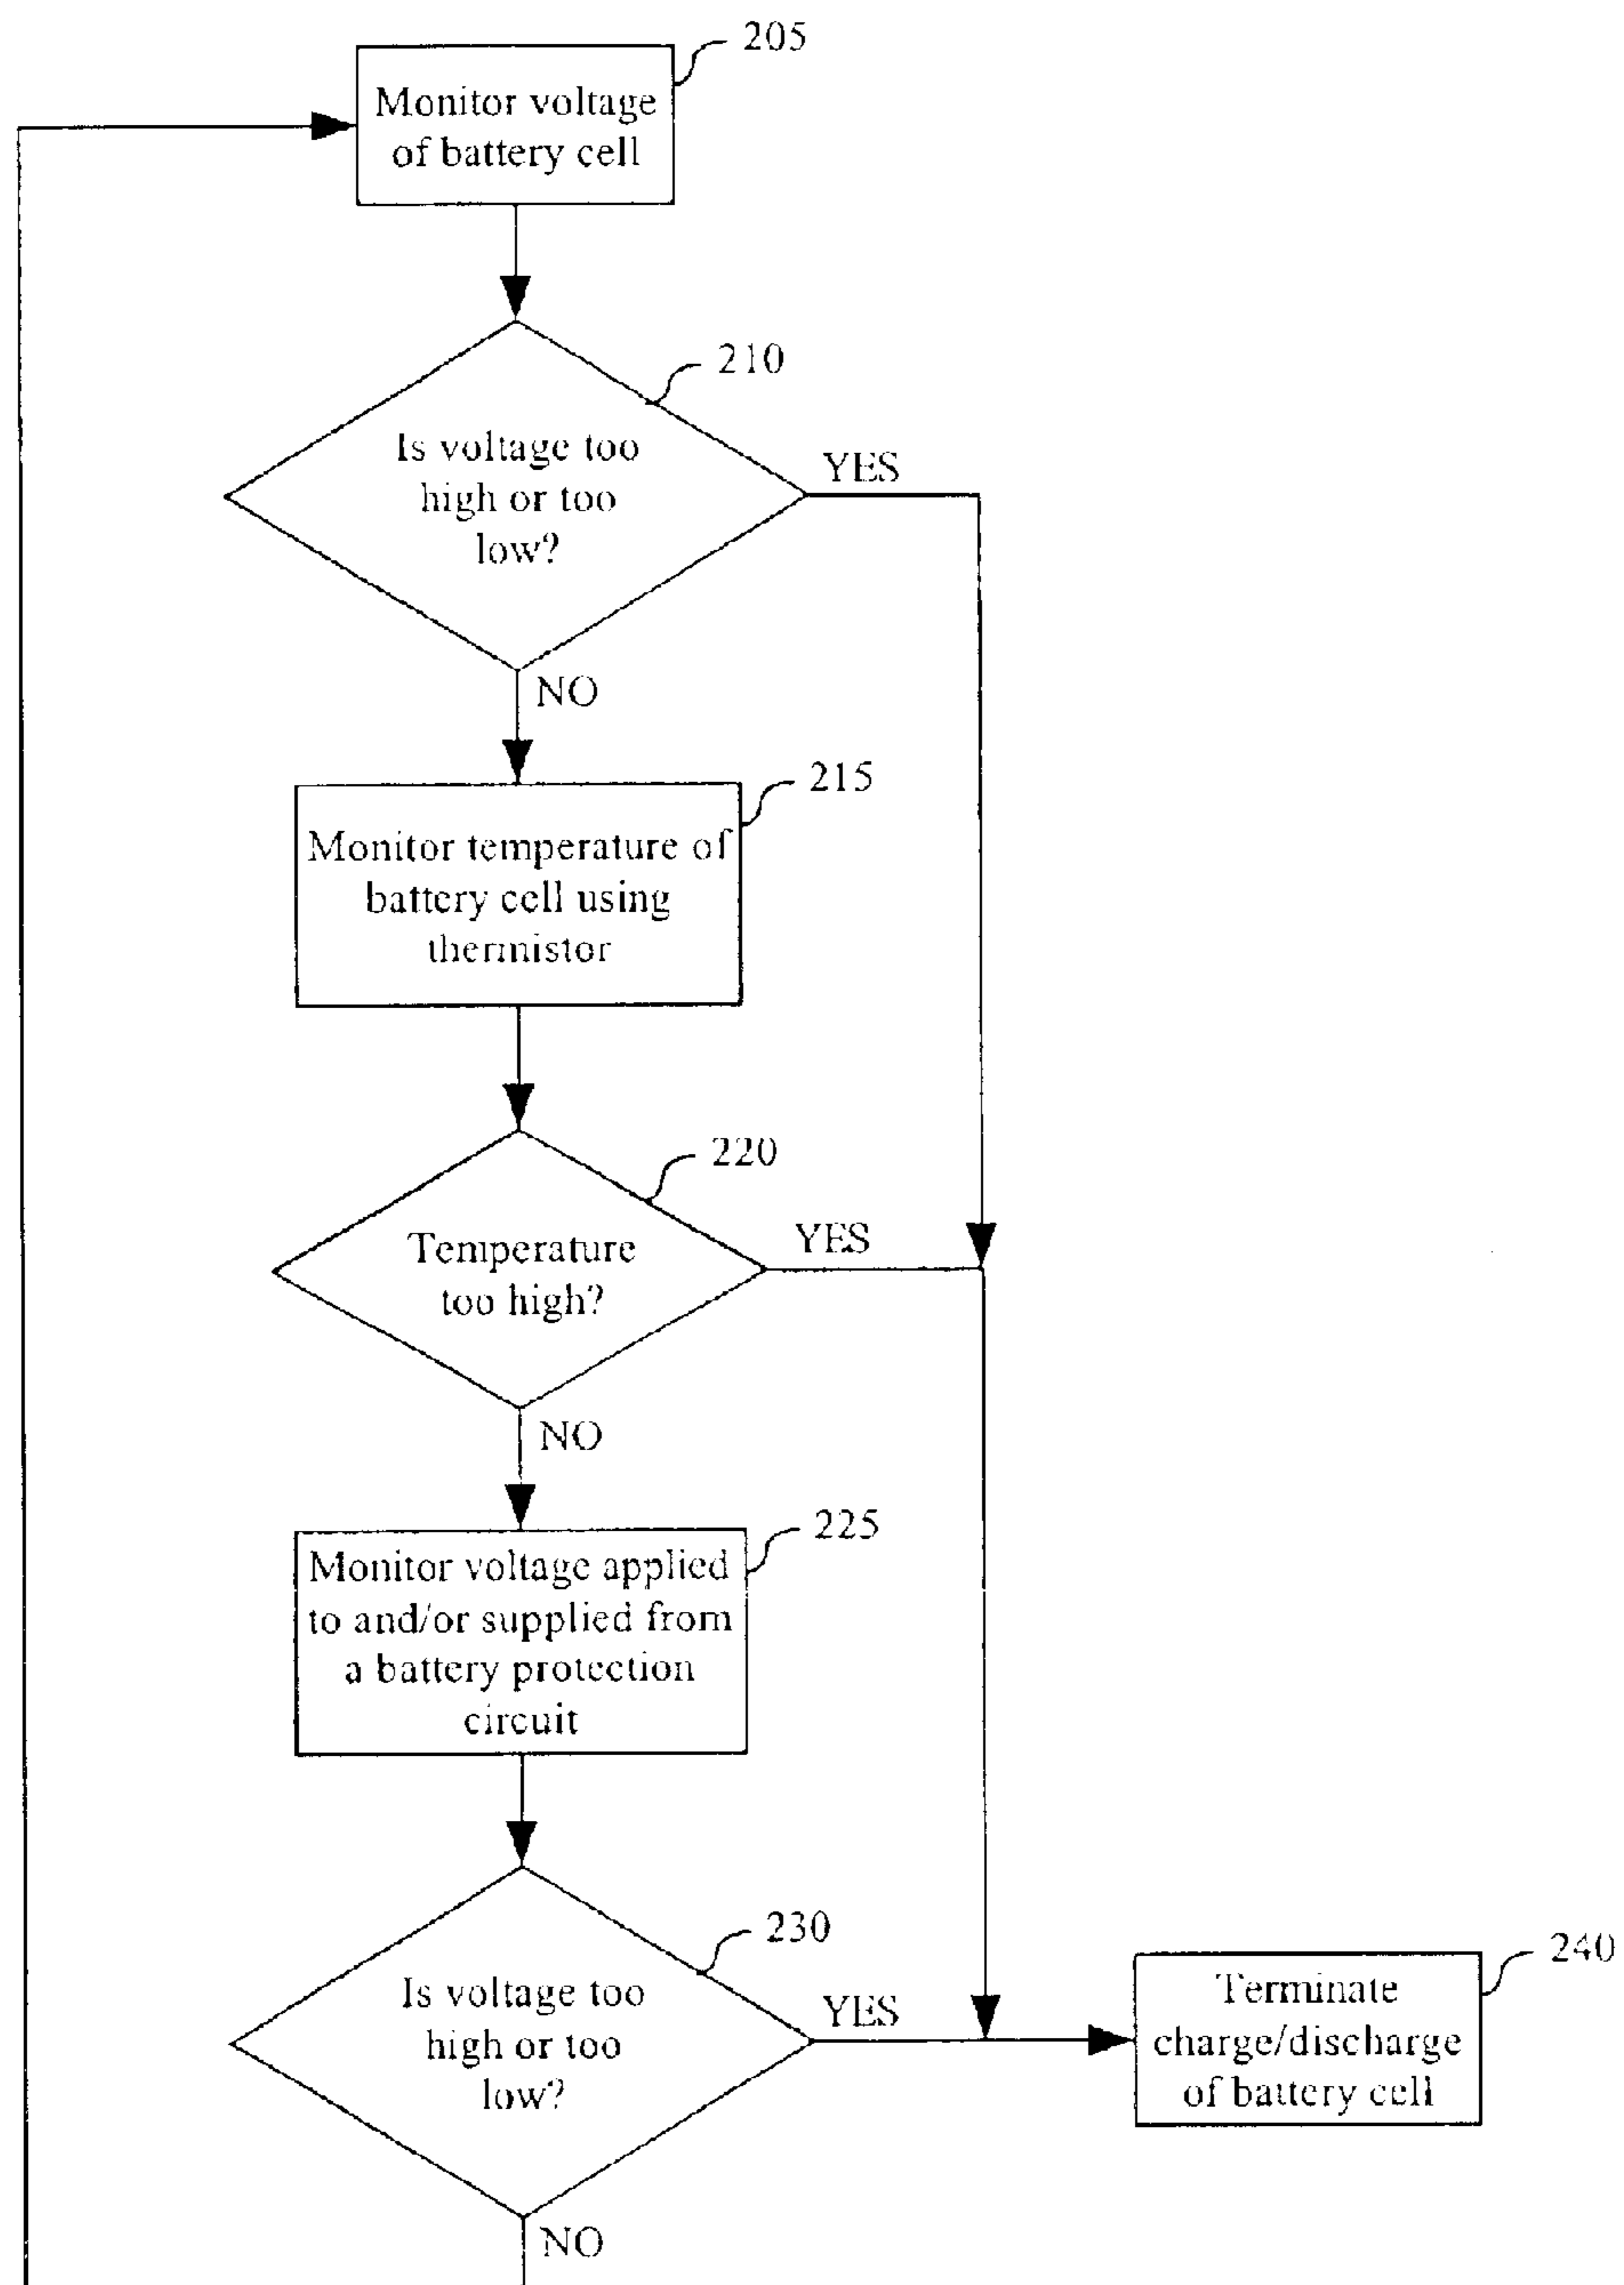 205
Monitor voltage
of battery cell
210
Is voltage too
high or too
low?
YES
NO
215
Monitor temperature of
battery cell using
thermistor
220
Temperature
too high?
YES
NO
225
Monitor voltage applied
to and/or supplied from
a battery protection
circuit
230
Is voltage too
high or too
low?
YES
240
Terminate
charge/discharge
of battery cell
NO